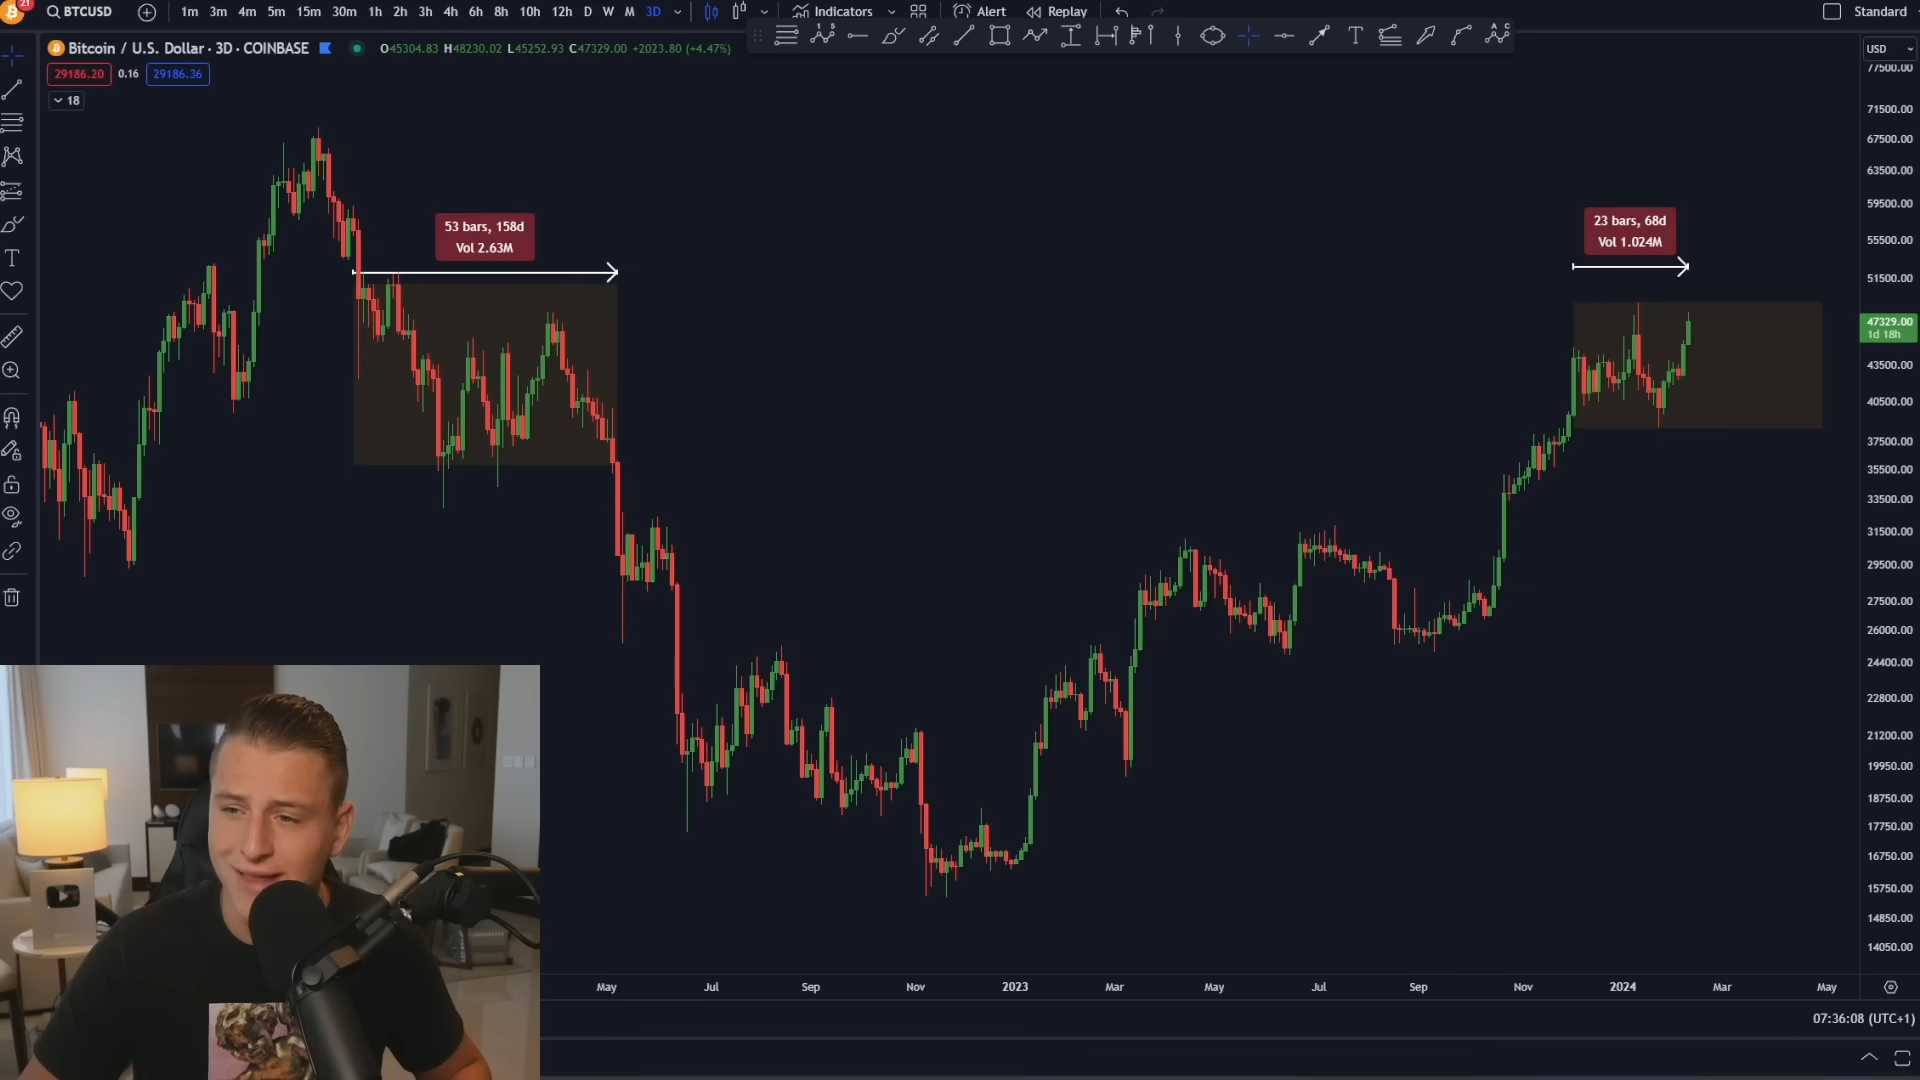 21
BTCUSD
1m 3m 4m 5m 15m 30m 1h 2h 3h 4h 6h 8h 10h 12h D W M 3D
Indicators
Alert
Replay
Standard
Bitcoin / U.S. Dollar · 3D · COINBASE
O45304.83 H48230.02 L45252.93 C47329.00 +2023.80 (+4.47%)
USD
29186.20 0.16 29186.36
18
53 bars, 158d
Vol 2.63M
23 bars, 68d
Vol 1.024M
77500.00
71500.00
67500.00
63500.00
59500.00
55500.00
51500.00
47329.00
1d 18h
43500.00
40500.00
37500.00
35500.00
33500.00
31500.00
29500.00
27500.00
26000.00
24400.00
22800.00
21200.00
19950.00
18750.00
17750.00
16750.00
15750.00
14850.00
14050.00
May Jul Sep Nov 2023 Mar May Jul Sep Nov 2024 Mar May
07:36:08 (UTC+1)